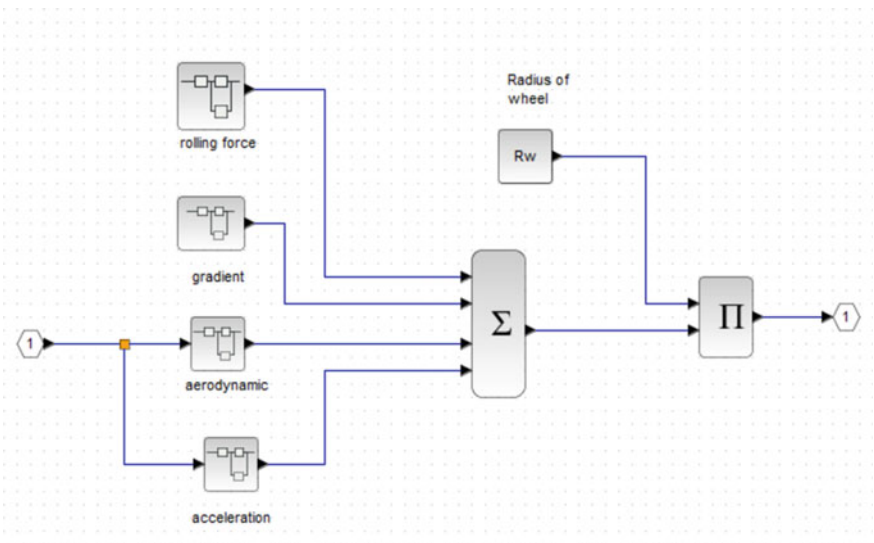 Radius of
wheel
rolling force
Rw
gradient
Σ
Π
1
1
aerodynamic
acceleration